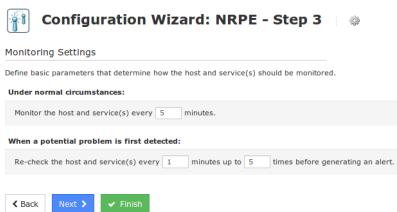 Configuration Wizard: NRPE - Step 3
Monitoring Settings
Define basic parameters that determine how the host and service(s) should be monitored.
Under normal circumstances:
Monitor the host and service(s) every 5 minutes.
When a potential problem is first detected:
Re-check the host and service(s) every 1 minutes up to 5 times before generating an alert.
Back Next Finish